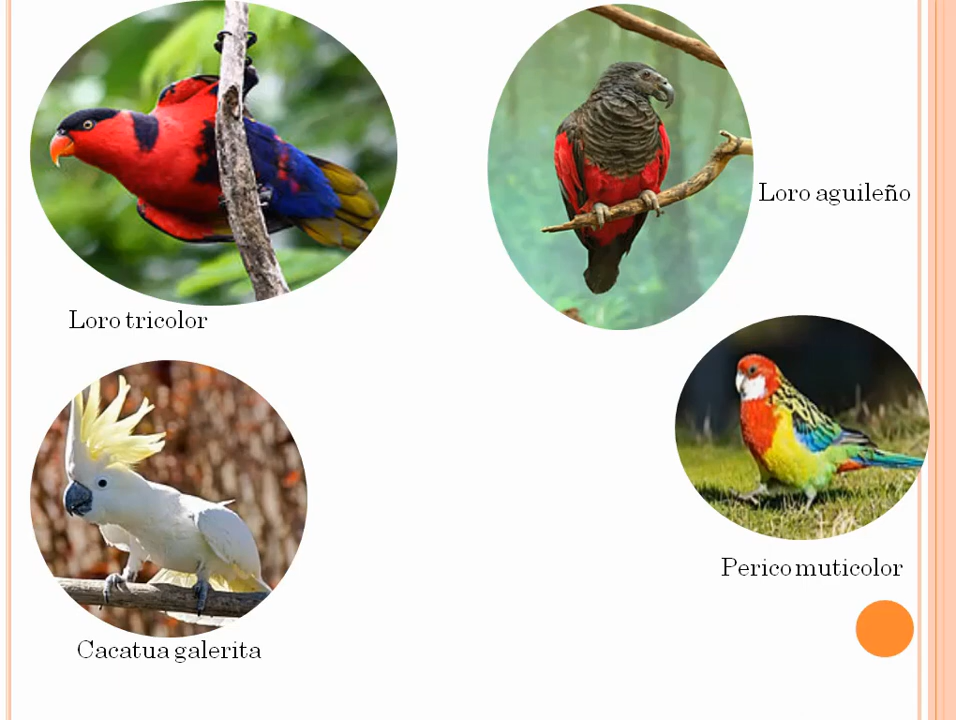 Loro aguileño
Loro tricolor
Perico muticolor
Cacatua galerita